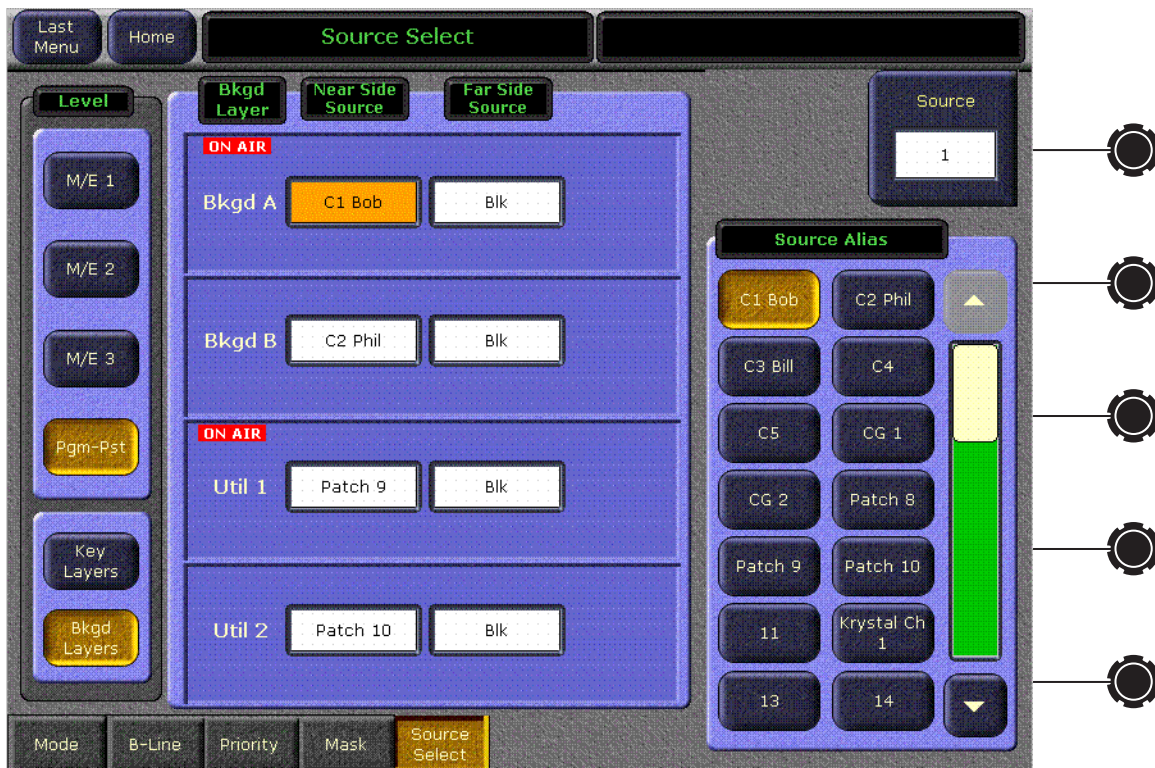 Last
Menu
Home
Source Select
Level
M/E 1
M/E 2
M/E 3
Pgm-Pst
Key
Layers
Bkgd
Layers
Bkgd
Layer
Near Side
Source
Far Side
Source
ON AIR
Bkgd A
C1 Bob
Blk
Bkgd B
C2 Phil
Blk
ON AIR
Util 1
Patch 9
Blk
Util 2
Patch 10
Blk
Source
1
Source Alias
C1 Bob
C2 Phil
C3 Bill
C4
C5
CG 1
CG 2
Patch 8
Patch 9
Patch 10
11
Krystal Ch
1
13
14
Mode
B-Line
Priority
Mask
Source
Select